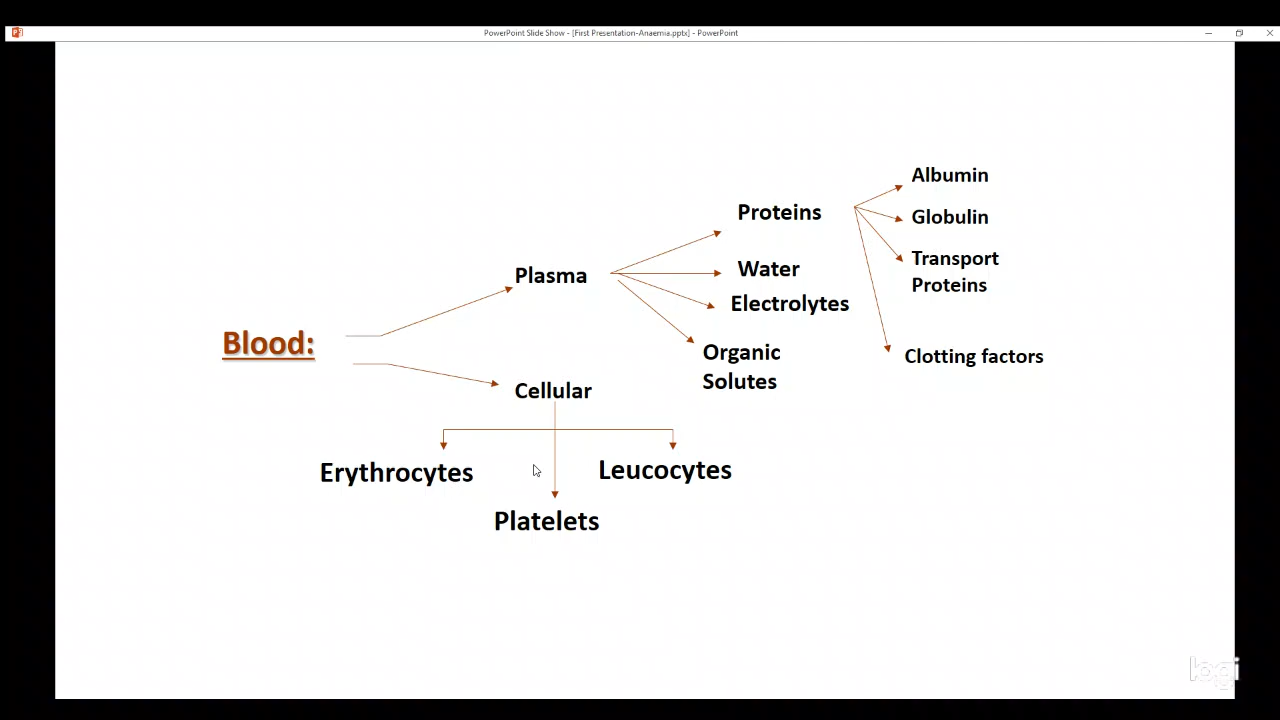 PowerPoint Slide Show - [First Presentation-Anaemia.pptx] - PowerPoint
Albumin
Proteins
Globulin
Transport
Proteins
Plasma
Water
Electrolytes
Blood:
Organic
Solutes
Clotting factors
Cellular
Erythrocytes
Leucocytes
Platelets
logi